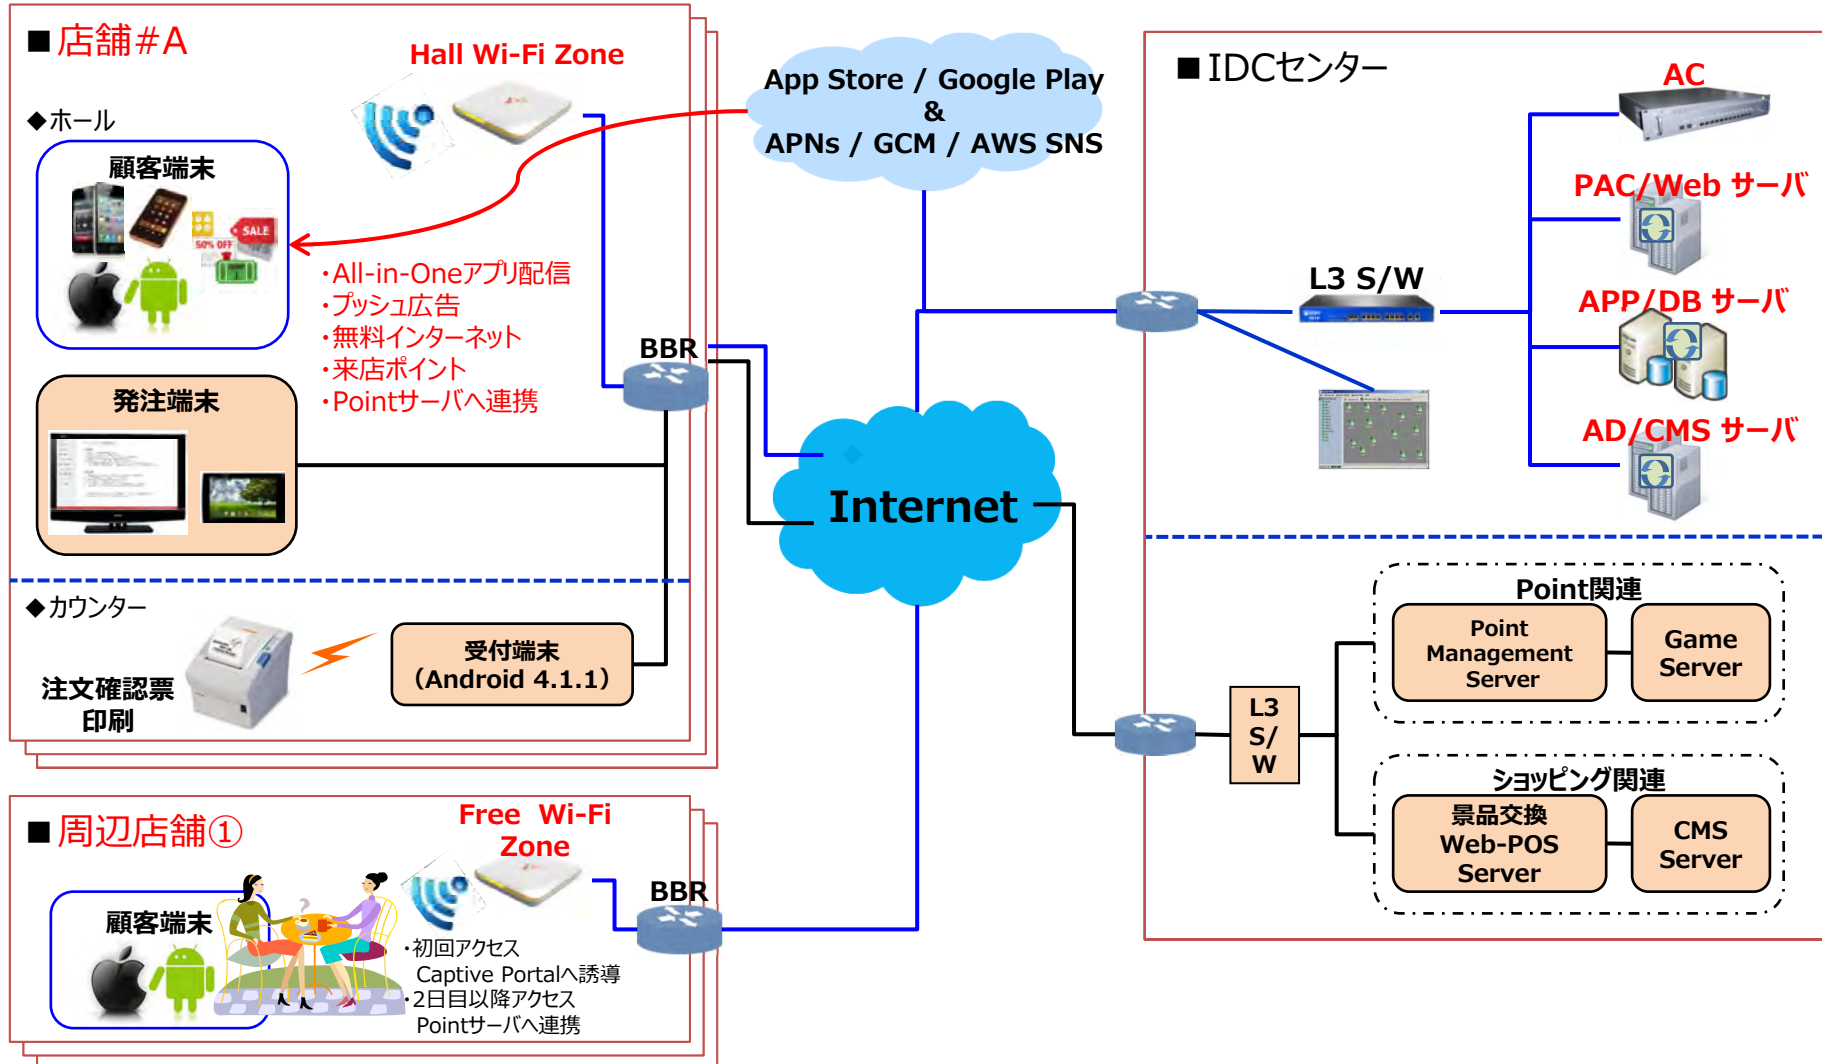 ■店舗#A
Hall Wi-Fi Zone
◆ホール
顧客端末
SALE
50% OFF
・All-in-Oneアプリ配信
・プッシュ広告
・無料インターネット
・来店ポイント
・Pointサーバへ連携
BBR
発注端末
◆カウンター
注文確認票
印刷
受付端末
（Android 4.1.1）
■周辺店舗①
Free Wi-Fi
Zone
顧客端末
BBR
・初回アクセス
Captive Portalへ誘導
・2日目以降アクセス
Pointサーバへ連携
App Store / Google Play
&
APNs / GCM / AWS SNS
Internet
■IDCセンター
AC
PAC/Web サーバ
L3 S/W
APP/DB サーバ
AD/CMS サーバ
Point関連
Point
Management
Server
Game
Server
L3
S/
W
ショッピング関連
景品交換
Web-POS
Server
CMS
Server